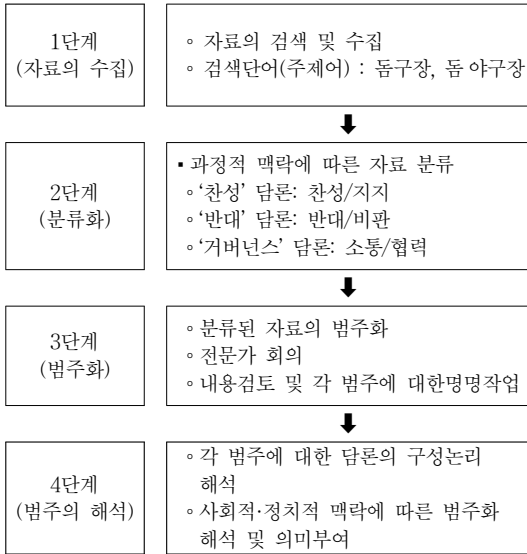 1단계
(자료의 수집)
◦ 자료의 검색 및 수집
◦ 검색단어(주제어) : 돔구장, 돔 야구장
2단계
(분류화)
▪ 과정적 맥락에 따른 자료 분류
◦ ‘찬성’ 담론: 찬성/지지
◦ ‘반대’ 담론: 반대/비판
◦ ‘거버넌스’ 담론: 소통/협력
3단계
(범주화)
◦ 분류된 자료의 범주화
◦ 전문가 회의
◦ 내용검토 및 각 범주에 대한명명작업
4단계
(범주의 해석)
◦ 각 범주에 대한 담론의 구성논리
해석
◦ 사회적·정치적 맥락에 따른 범주화
해석 및 의미부여